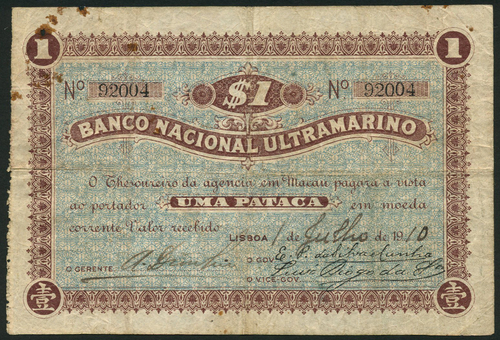 1 1
Nº 92004 $1 Nº 92004
BANCO NACIONAL ULTRAMARINO
O Thesoureiro da agencia em Macau pagará á vista
ao portador UMA PATACA em moeda
corrente Valor recebido
LISBOA 1 de Julho de 1910
O GERENTE O GOV.
O VICE-GOV.
壹 壹